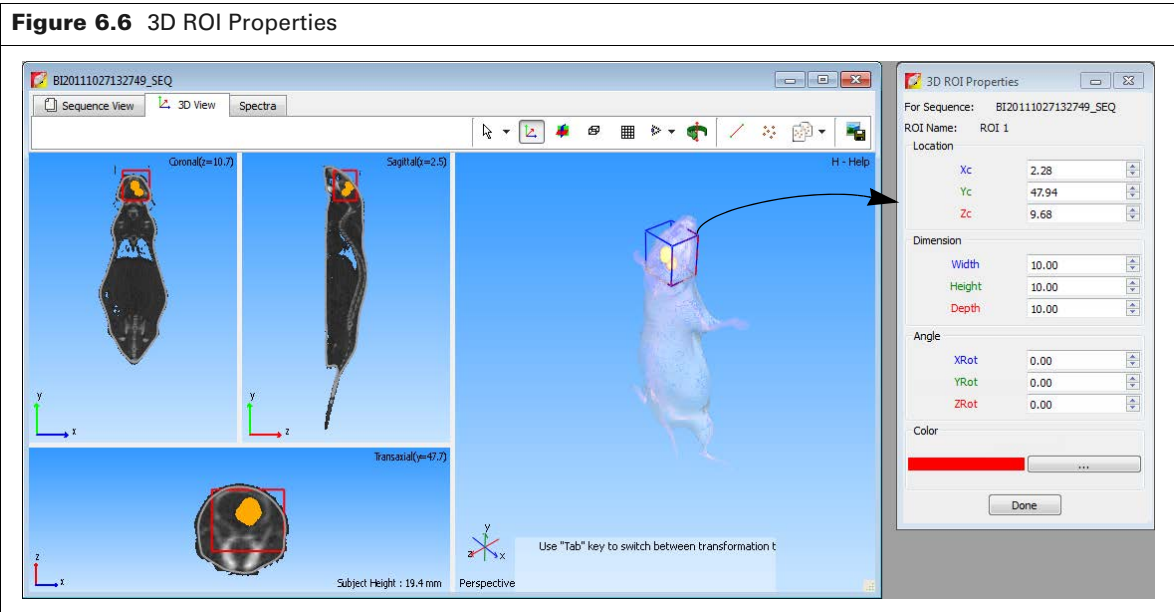 Figure 6.6 3D ROI Properties
BI20111027132749_SEQ
Sequence View
3D View
Spectra
Coronal(z=10.7)
y
x
Sagittal(x=2.5)
y
z
Transaxial(y=47.7)
z
x
Subject Height : 19.4 mm
H - Help
y
z
x
Use "Tab" key to switch between transformation t
Perspective
3D ROI Properties
For Sequence: BI20111027132749_SEQ
ROI Name: ROI 1
Location
Xc 2.28
Yc 47.94
Zc 9.68
Dimension
Width 10.00
Height 10.00
Depth 10.00
Angle
XRot 0.00
YRot 0.00
ZRot 0.00
Color
...
Done